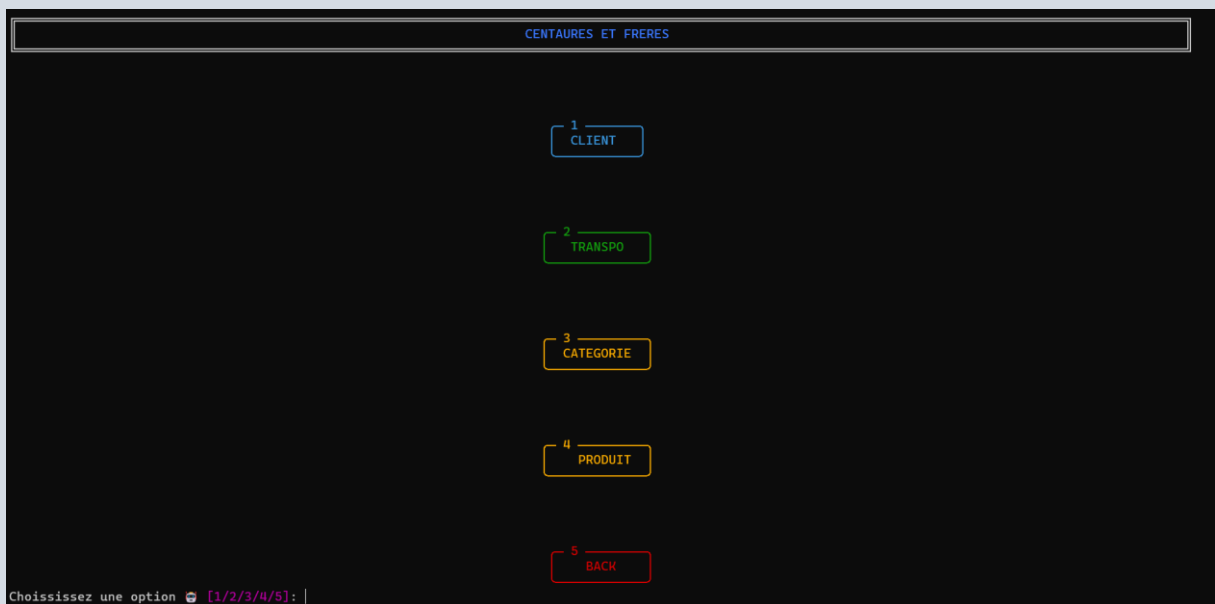 CENTAURES ET FRERES
1
CLIENT
2
TRANSPO
3
CATEGORIE
4
PRODUIT
5
BACK
Choississez une option [1/2/3/4/5]: